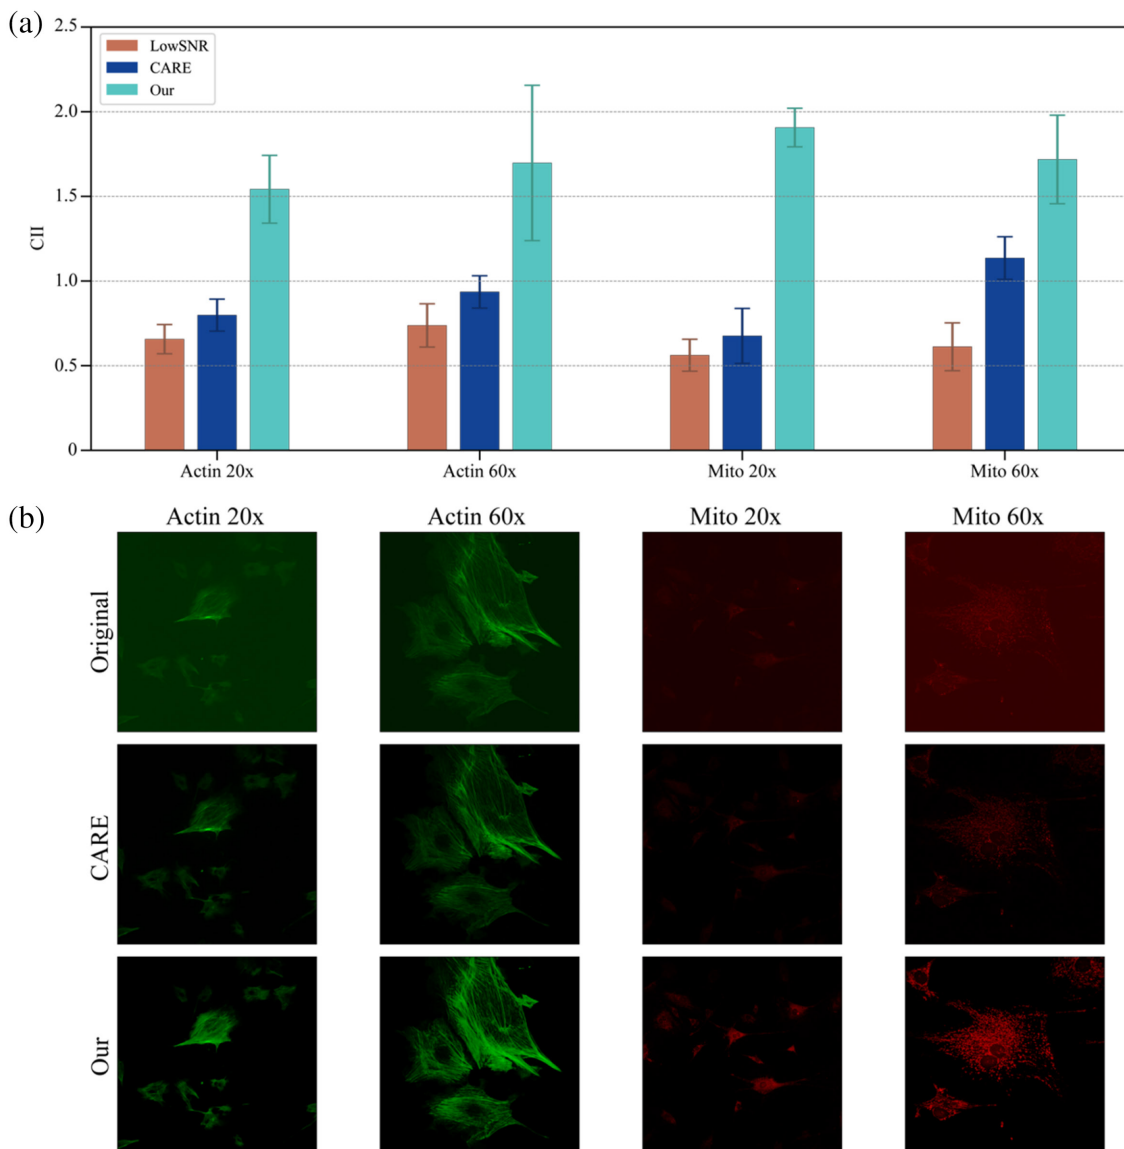 (a)
2.5
2.0
1.5
1.0
0.5
0
CII
LowSNR
CARE
Our
Actin 20x
Actin 60x
Mito 20x
Mito 60x
(b)
Actin 20x
Actin 60x
Mito 20x
Mito 60x
Original
CARE
Our